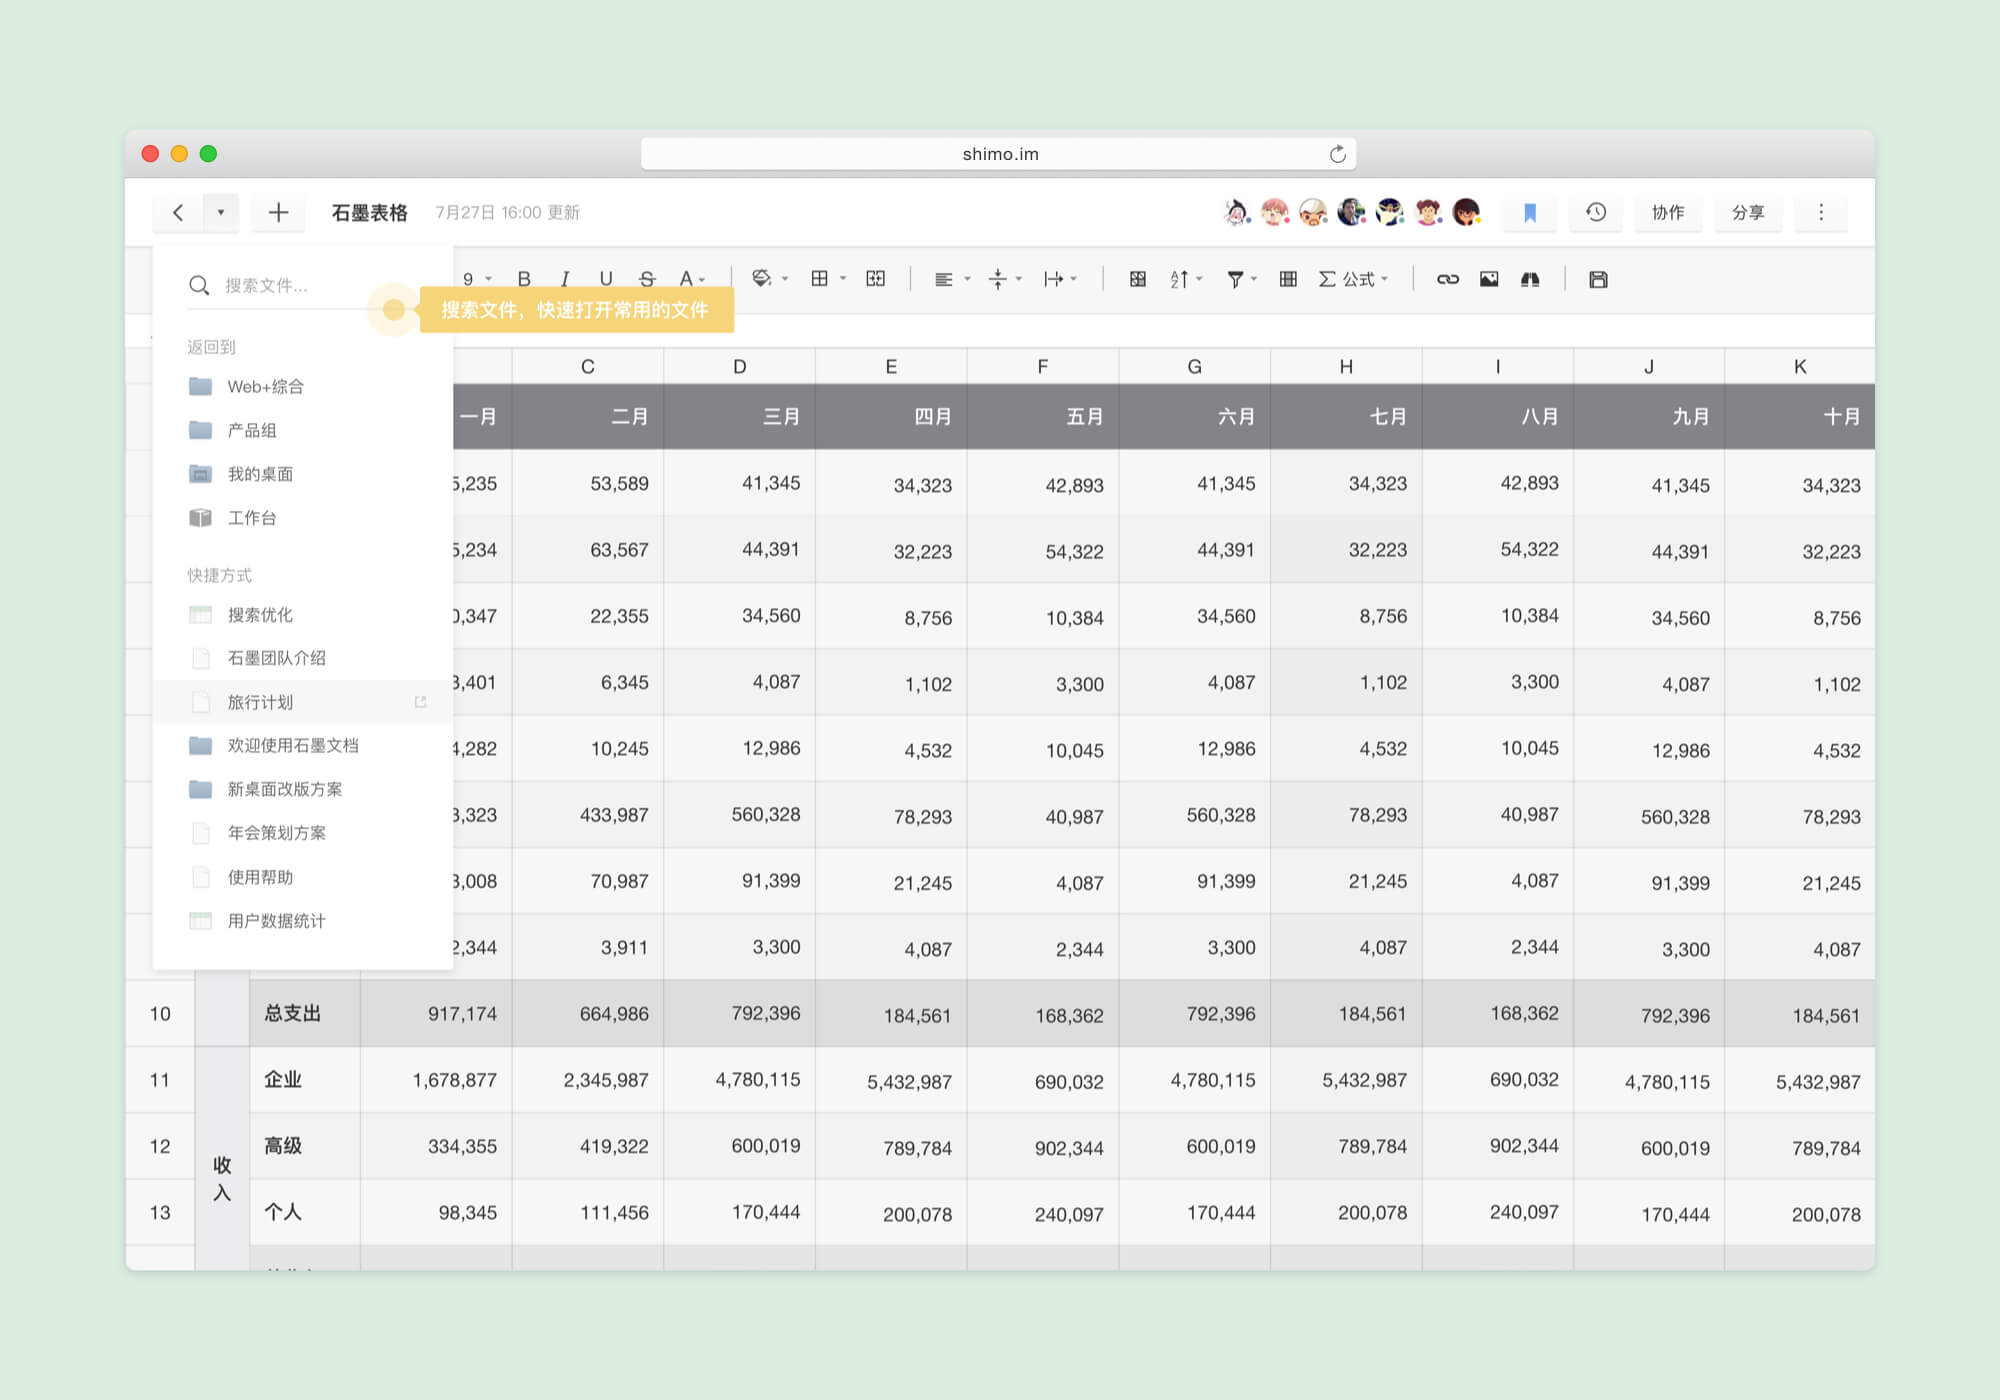 shimo.im
石墨表格 7月27日 16:00 更新 协作 分享
搜索文件...
9 B I U S A 公式
搜索文件，快速打开常用的文件
返回到
Web+综合
产品组
我的桌面
工作台
快捷方式
搜索优化
石墨团队介绍
旅行计划
欢迎使用石墨文档
新桌面改版方案
年会策划方案
使用帮助
用户数据统计
C D E F G H I J K
一月 二月 三月 四月 五月 六月 七月 八月 九月 十月
5,235 53,589 41,345 34,323 42,893 41,345 34,323 42,893 41,345 34,323
5,234 63,567 44,391 32,223 54,322 44,391 32,223 54,322 44,391 32,223
0,347 22,355 34,560 8,756 10,384 34,560 8,756 10,384 34,560 8,756
3,401 6,345 4,087 1,102 3,300 4,087 1,102 3,300 4,087 1,102
4,282 10,245 12,986 4,532 10,045 12,986 4,532 10,045 12,986 4,532
3,323 433,987 560,328 78,293 40,987 560,328 78,293 40,987 560,328 78,293
3,008 70,987 91,399 21,245 4,087 91,399 21,245 4,087 91,399 21,245
2,344 3,911 3,300 4,087 2,344 3,300 4,087 2,344 3,300 4,087
10 总支出 917,174 664,986 792,396 184,561 168,362 792,396 184,561 168,362 792,396 184,561
11 企业 1,678,877 2,345,987 4,780,115 5,432,987 690,032 4,780,115 5,432,987 690,032 4,780,115 5,432,987
12 高级 334,355 419,322 600,019 789,784 902,344 600,019 789,784 902,344 600,019 789,784
收入
13 个人 98,345 111,456 170,444 200,078 240,097 170,444 200,078 240,097 170,444 200,078